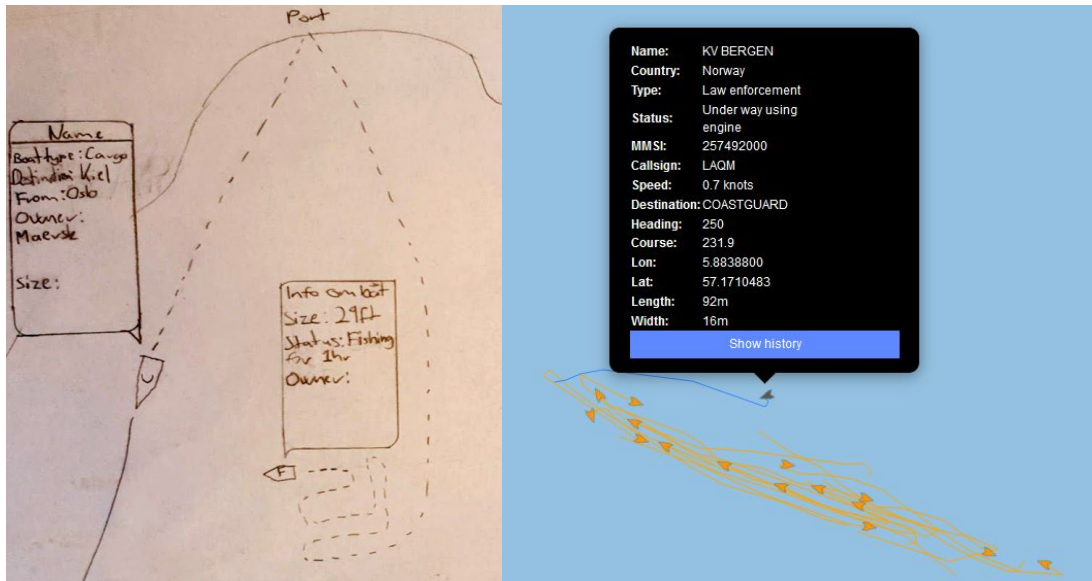 Port
Name
Boattype: Cargo
Destindion: Kiel
From: Oslo
Owner:
Maersk
Size:
C
Info om båt
Size: 29ft
Status: Fishing
for 1hr
Owner:
F
Name: KV BERGEN
Country: Norway
Type: Law enforcement
Status: Under way using
engine
MMSI: 257492000
Callsign: LAQM
Speed: 0.7 knots
Destination: COASTGUARD
Heading: 250
Course: 231.9
Lon: 5.8838800
Lat: 57.1710483
Length: 92m
Width: 16m
Show history